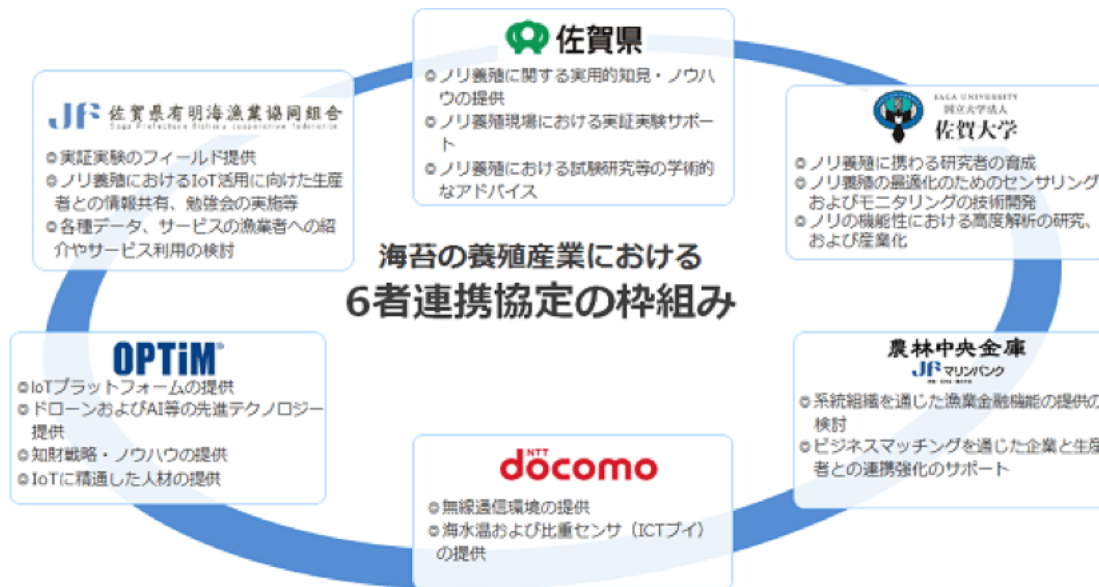 佐賀県
◎ノリ養殖に関する実用的知見・ノウハ
ウの提供
◎ノリ養殖現場における実証実験サポー
ト
◎ノリ養殖における試験研究等の学術的
なアドバイス
JF 佐賀県有明海漁業協同組合
Saga Prefecture fishery cooperative federation
◎実証実験のフィールド提供
◎ノリ養殖におけるIoT活用に向けた生産
者との情報共有、勉強会の実施等
◎各種データ、サービスの漁業者への紹
介やサービス利用の検討
SAGA UNIVERSITY
国立大学法人
佐賀大学
◎ノリ養殖に携わる研究者の育成
◎ノリ養殖の最適化のためのセンサリング
およびモニタリングの技術開発
◎ノリの機能性における高度解析の研究、
および産業化
海苔の養殖産業における
6者連携協定の枠組み
OPTiM
◎IoTプラットフォームの提供
◎ドローンおよびAI等の先進テクノロジー
提供
◎知財戦略・ノウハウの提供
◎IoTに精通した人材の提供
農林中央金庫
JFマリンバンク
◎系統組織を通じた漁業金融機能の提供の
検討
◎ビジネスマッチングを通じた企業と生産
者との連携強化のサポート
NTT
docomo
◎無線通信環境の提供
◎海水温および比重センサ（ICTブイ）
の提供